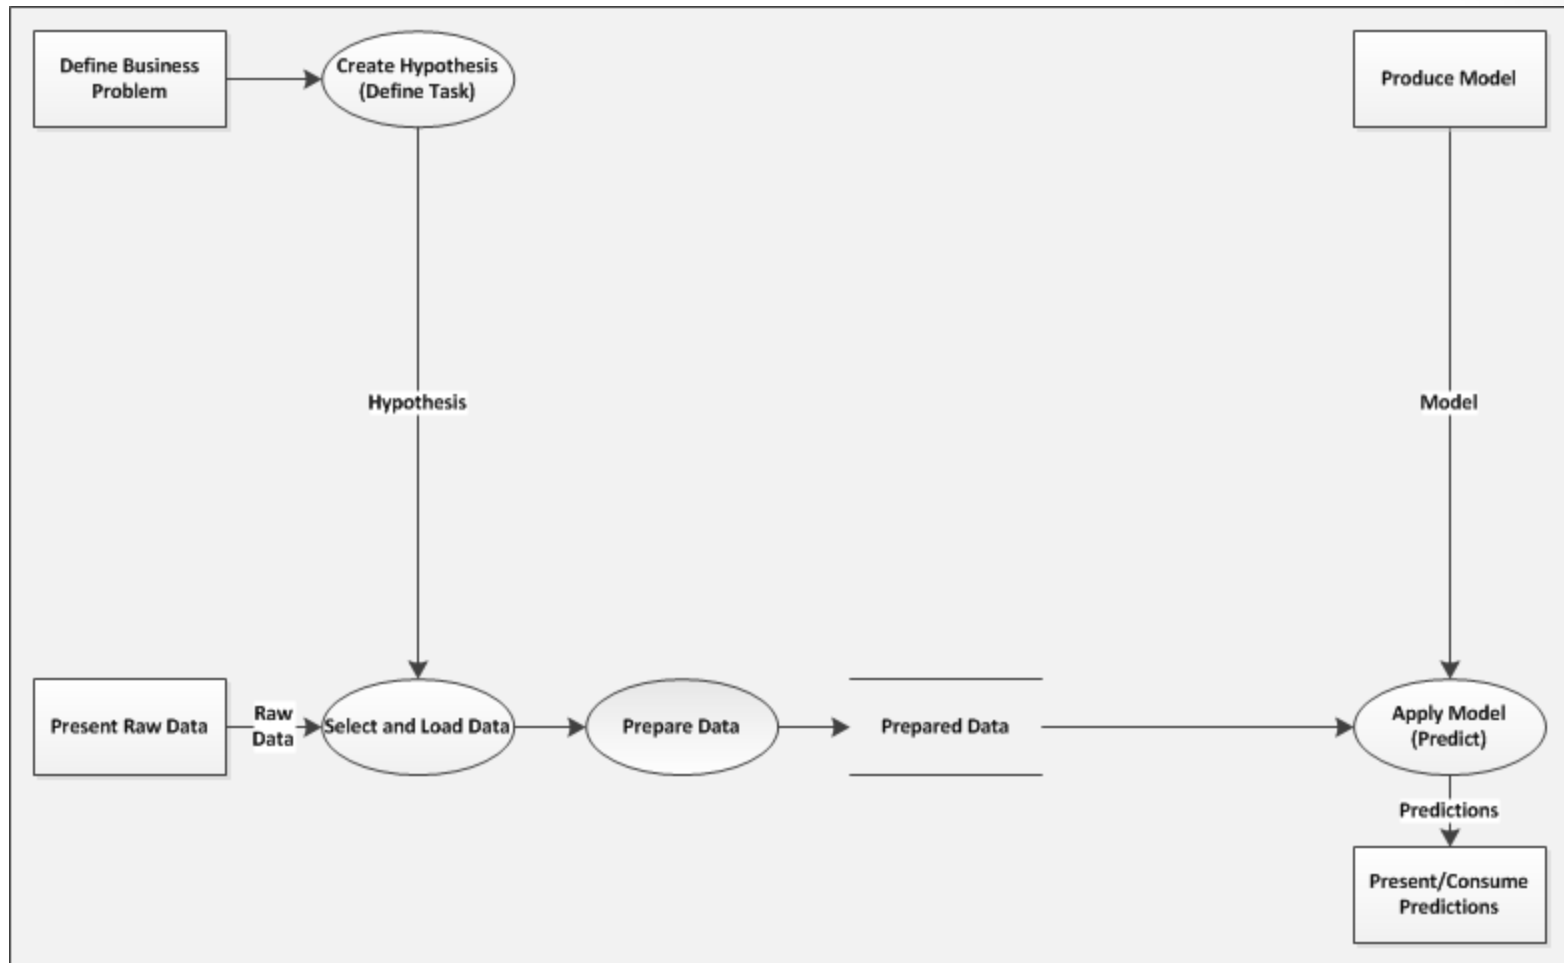 Define Business
Problem
Create Hypothesis
(Define Task)
Produce Model
Hypothesis
Model
Present Raw Data
Raw
Data
Select and Load Data
Prepare Data
Prepared Data
Apply Model
(Predict)
Predictions
Present/Consume
Predictions